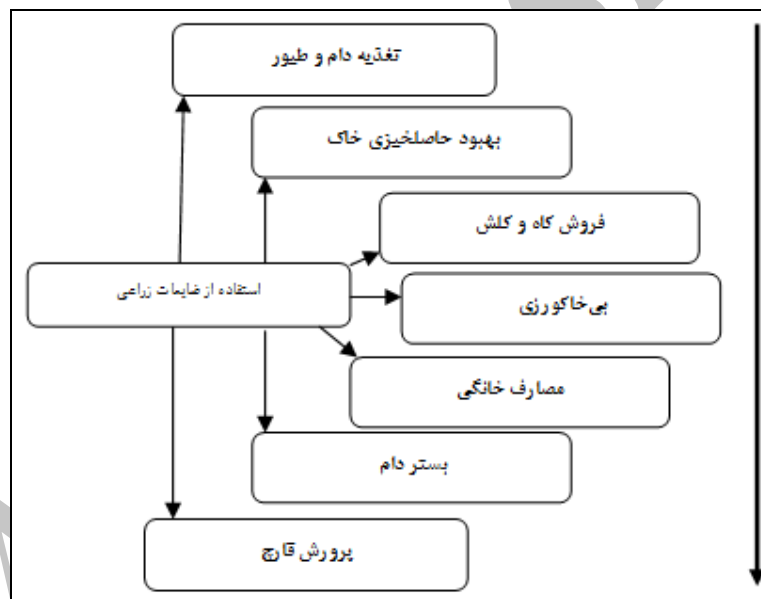 تغذیه دام و طیور
بهبود حاصلخیزی خاک
فروش کاه و کلش
استفاده از ضایعات زراعی
بی‌خاکورزی
مصارف خانگی
بستر دام
پرورش قارچ